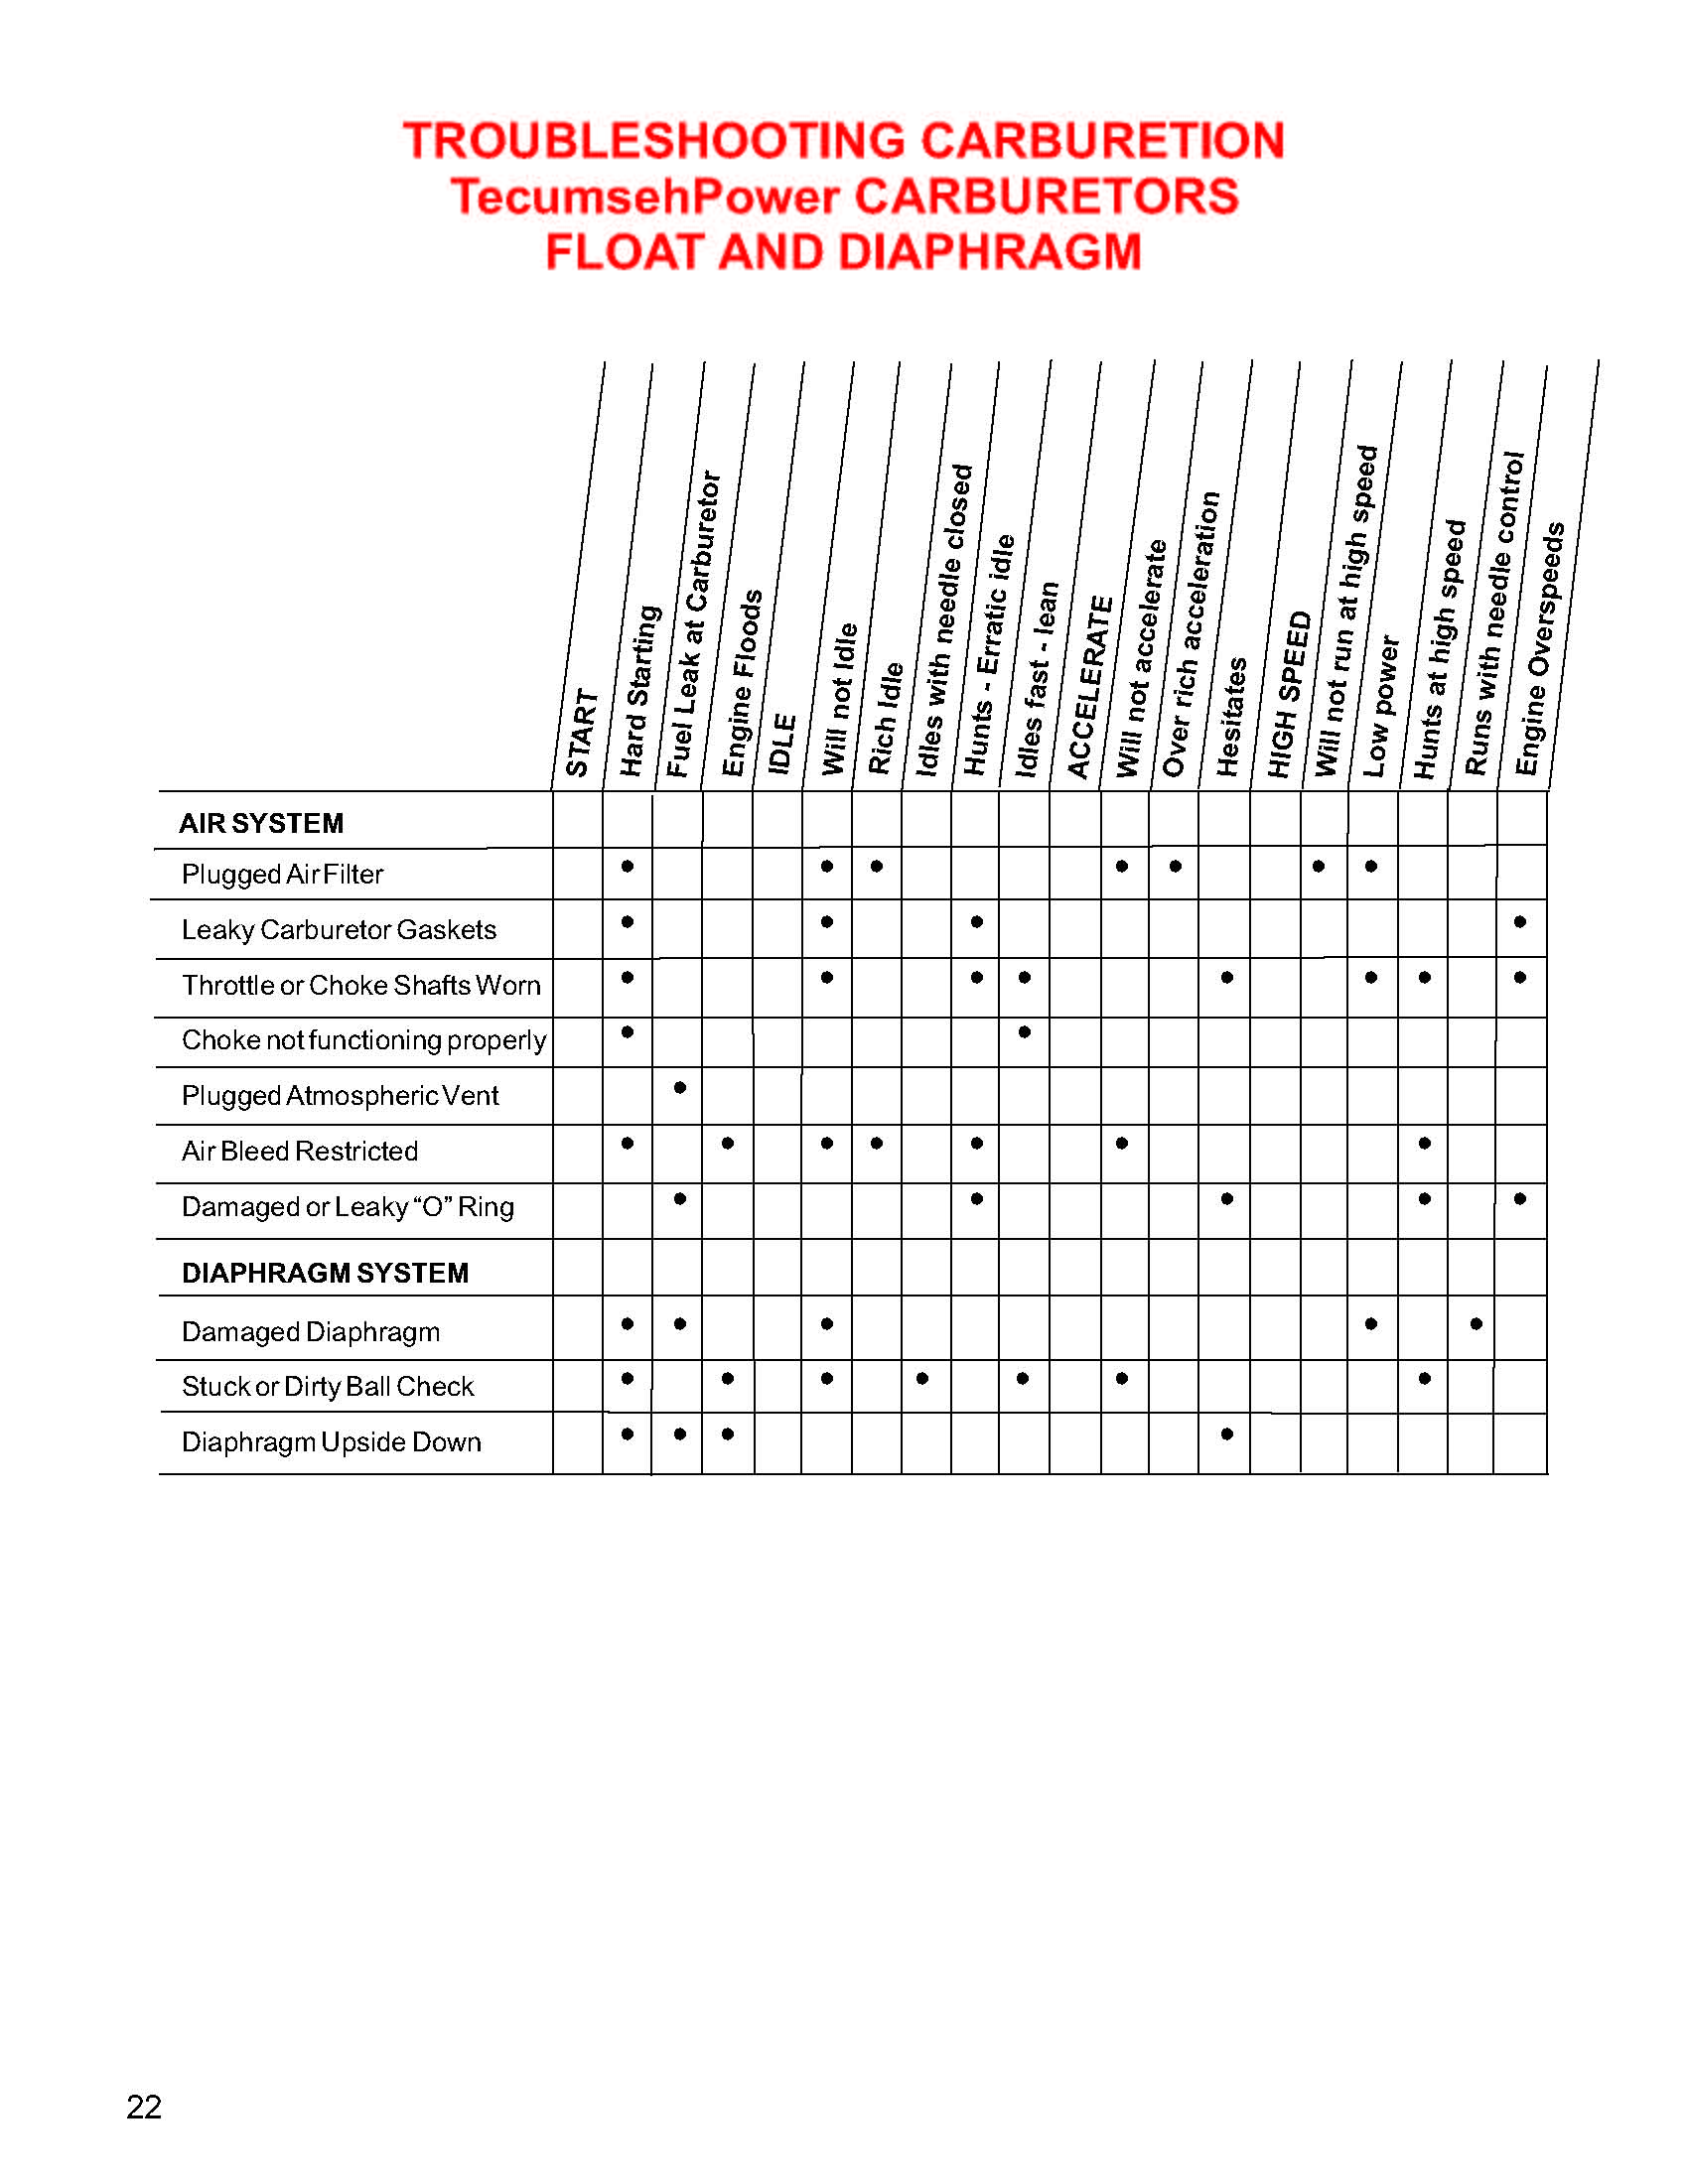 TROUBLESHOOTING CARBURETION
TecumsehPower CARBURETORS
FLOAT AND DIAPHRAGM
START
Hard Starting
Fuel Leak at Carburetor
Engine Floods
IDLE
Will not Idle
Rich Idle
Idles with needle closed
Hunts - Erratic idle
Idles fast - lean
ACCELERATE
Will not accelerate
Over rich acceleration
Hesitates
HIGH SPEED
Will not run at high speed
Low power
Hunts at high speed
Runs with needle control
Engine Overspeeds
AIR SYSTEM
Plugged Air Filter
Leaky Carburetor Gaskets
Throttle or Choke Shafts Worn
Choke not functioning properly
Plugged Atmospheric Vent
Air Bleed Restricted
Damaged or Leaky “O” Ring
DIAPHRAGM SYSTEM
Damaged Diaphragm
Stuck or Dirty Ball Check
Diaphragm Upside Down
22